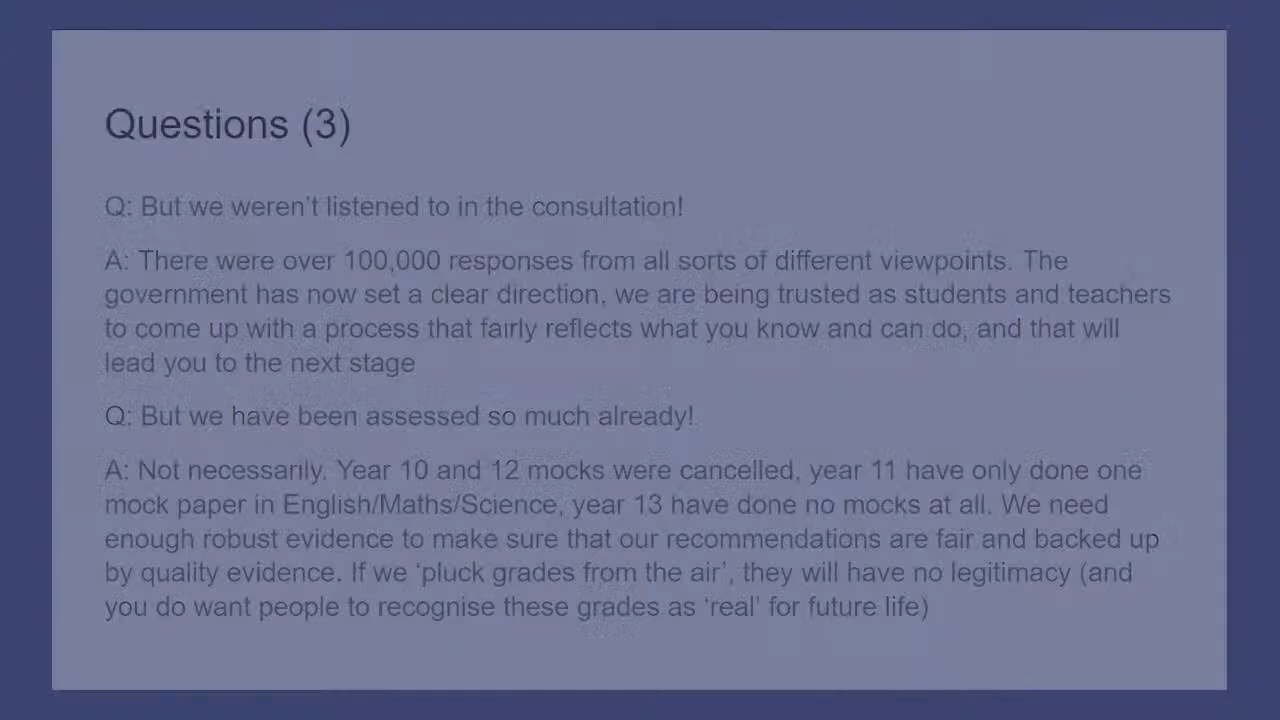 Questions (3)
Q: But we weren't listened to in the consultation!
A: There were over 100,000 responses from all sorts of different viewpoints. The
government has now set a clear direction, we are being trusted as students and teachers
to come up with a process that fairly reflects what you know and can do, and that will
lead you to the next stage
Q: But we have been assessed so much already!
A: Not necessarily. Year 10 and 12 mocks were cancelled, year 11 have only done one
mock paper in English/Maths/Science, year 13 have done no mocks at all. We need
enough robust evidence to make sure that our recommendations are fair and backed up
by quality evidence. If we ‘pluck grades from the air’, they will have no legitimacy (and
you do want people to recognise these grades as ‘real’ for future life)